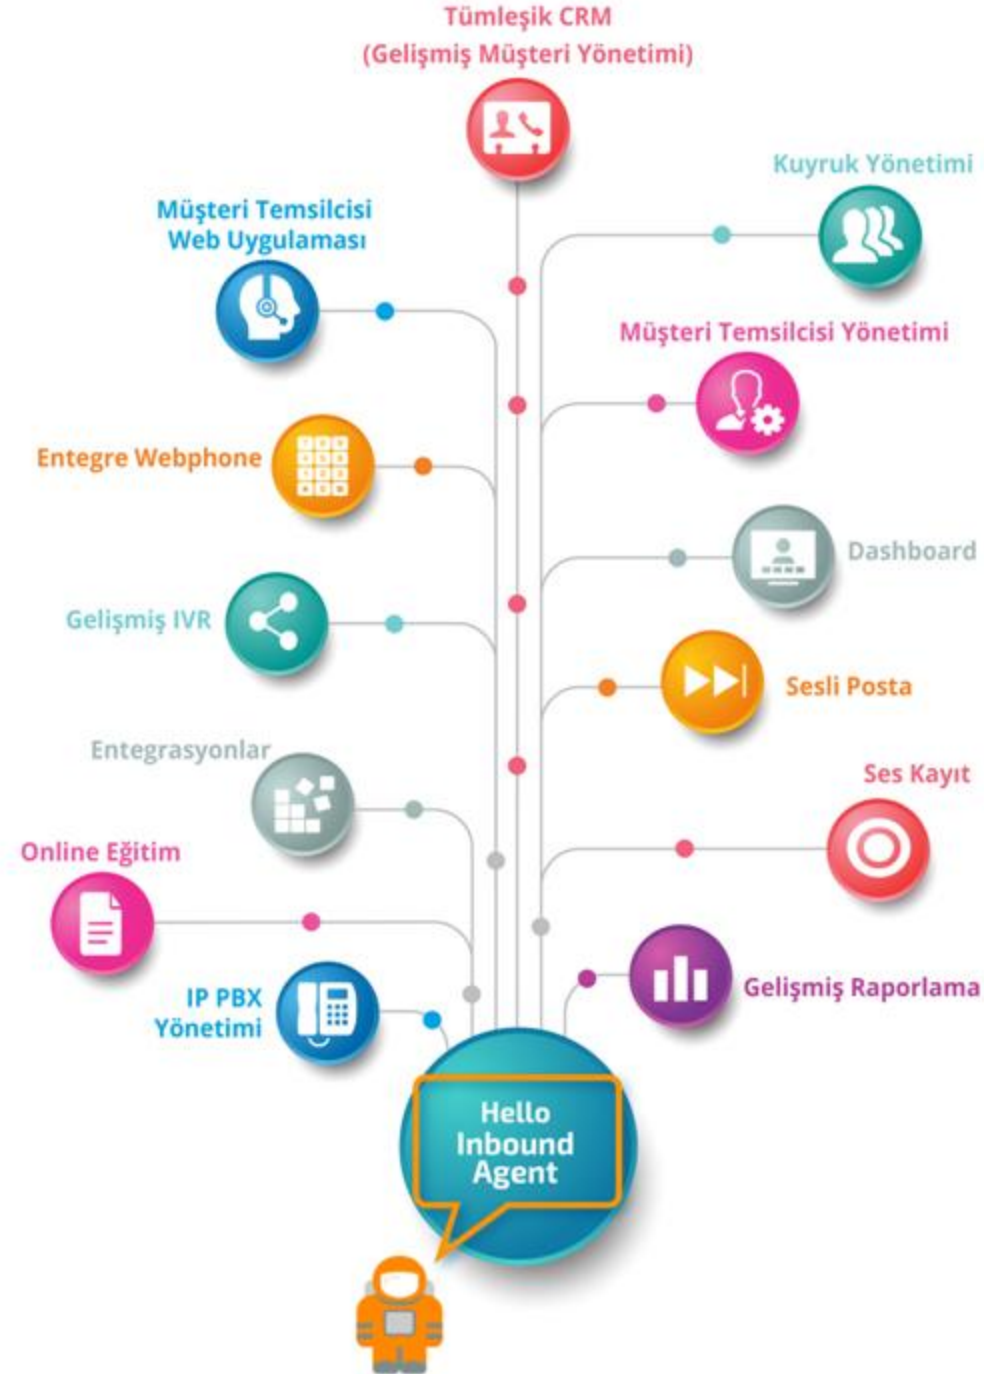 Tümleşik CRM
(Gelişmiş Müşteri Yönetimi)
Kuyruk Yönetimi
Müşteri Temsilcisi
Web Uygulaması
Müşteri Temsilcisi Yönetimi
Entegre Webphone
Dashboard
Gelişmiş IVR
Sesli Posta
Entegrasyonlar
Ses Kayıt
Online Eğitim
IP PBX
Yönetimi
Gelişmiş Raporlama
Hello
Inbound
Agent